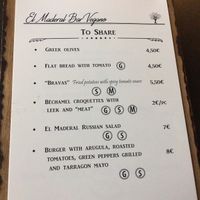 El Maderal Bar Vegano
To Share
• Greek olives 4,50€
• Flat bread with tomato G 4,50€
• "Bravas" Fried potatoes with spicy tomato sauce 5,50€
S M
• Béchamel croquettes with 2€/pc
leek and "meat" G S M
• El Maderal Russian salad 7€
G S
• Burger with arugula, roasted 8€
tomatoes, green peppers grilled
and tarragon mayo
G S